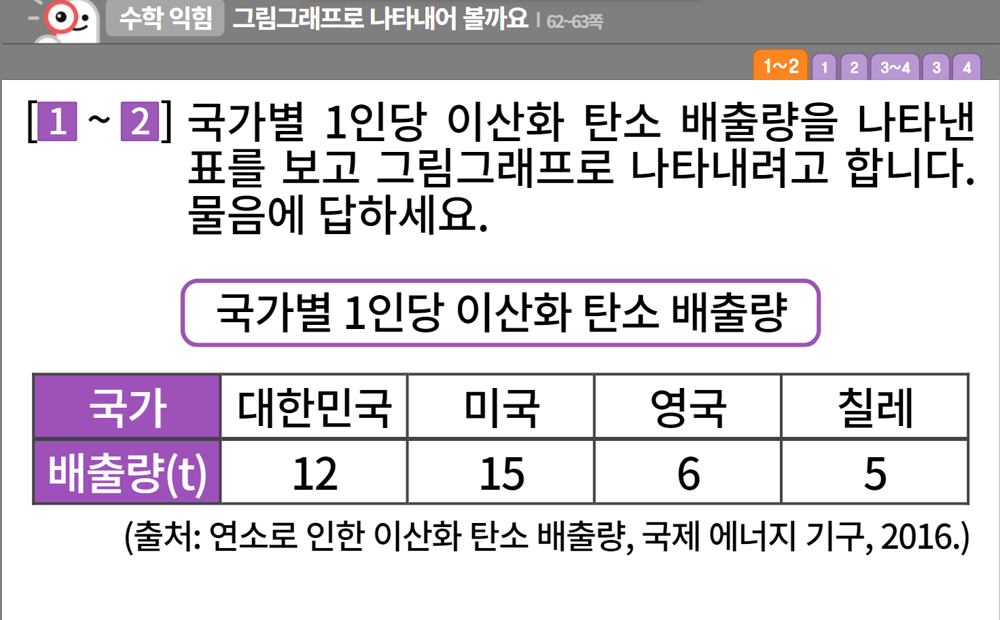 수학 익힘 그림그래프로 나타내어 볼까요 | 62~63쪽
1~2 1 2 3~4 3 4
[1 ~ 2] 국가별 1인당 이산화 탄소 배출량을 나타낸
표를 보고 그림그래프로 나타내려고 합니다.
물음에 답하세요.
국가별 1인당 이산화 탄소 배출량
국가 대한민국 미국 영국 칠레
배출량(t) 12 15 6 5
(출처: 연소로 인한 이산화 탄소 배출량, 국제 에너지 기구, 2016.)